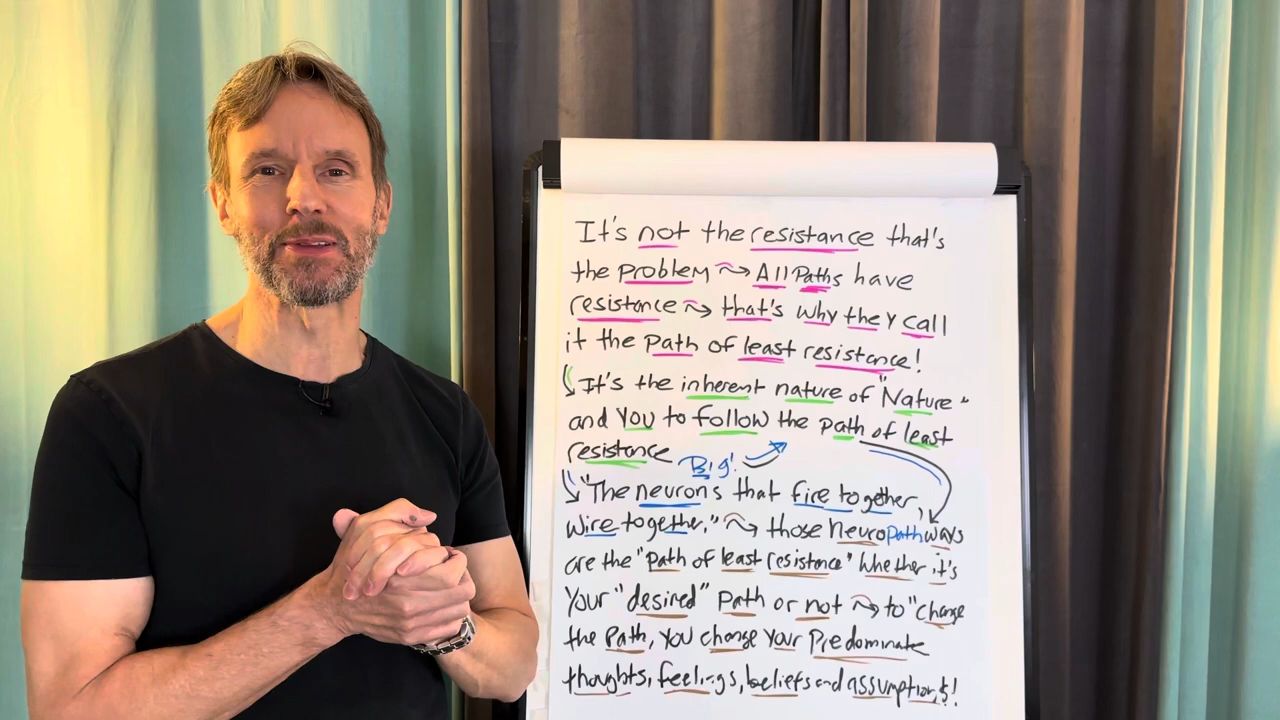 It's not the resistance that's
the problem ~> All Paths have
resistance ~> that's why they call
it the path of least resistance!
It's the inherent nature of "Nature"
and you to follow the path of least
resistance
Big!
"The neurons that fire together,
wire together," ~> those neuropathways
are the "path of least resistance" whether it's
your "desired" path or not ~> to "change
the path, you change your predominate
thoughts, feelings, beliefs and assumptions!